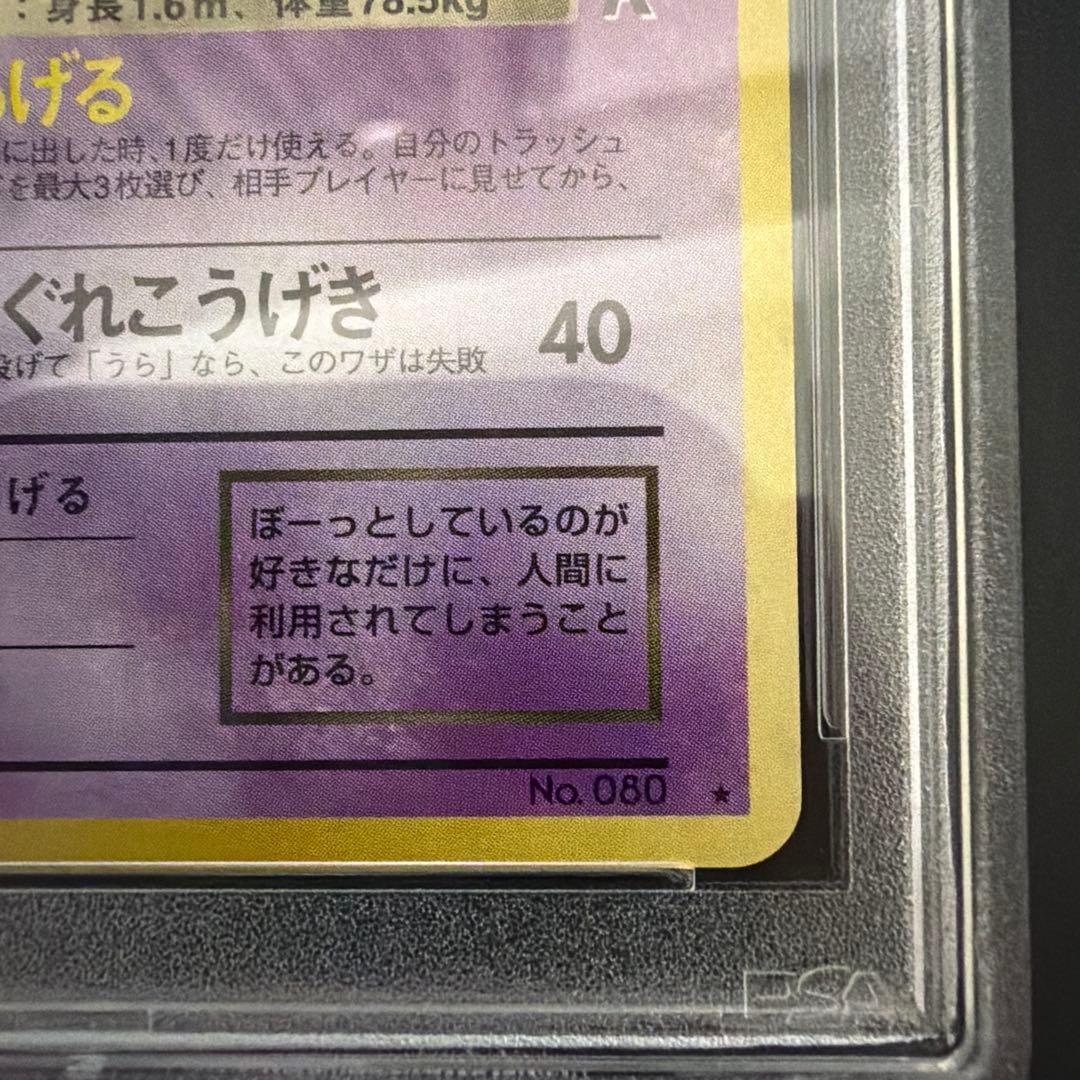 ：身長1.6m、体重78.5kg
げる
に出した時、1度だけ使える。自分のトラッシュ
を最大3枚選び、相手プレイヤーに見せてから、
ぐれこうげき 40
投げて「うら」なら、このワザは失敗
げる
ぼーっとしているのが
好きなだけに、人間に
利用されてしまうこと
がある。
No. 080 ★
PSA